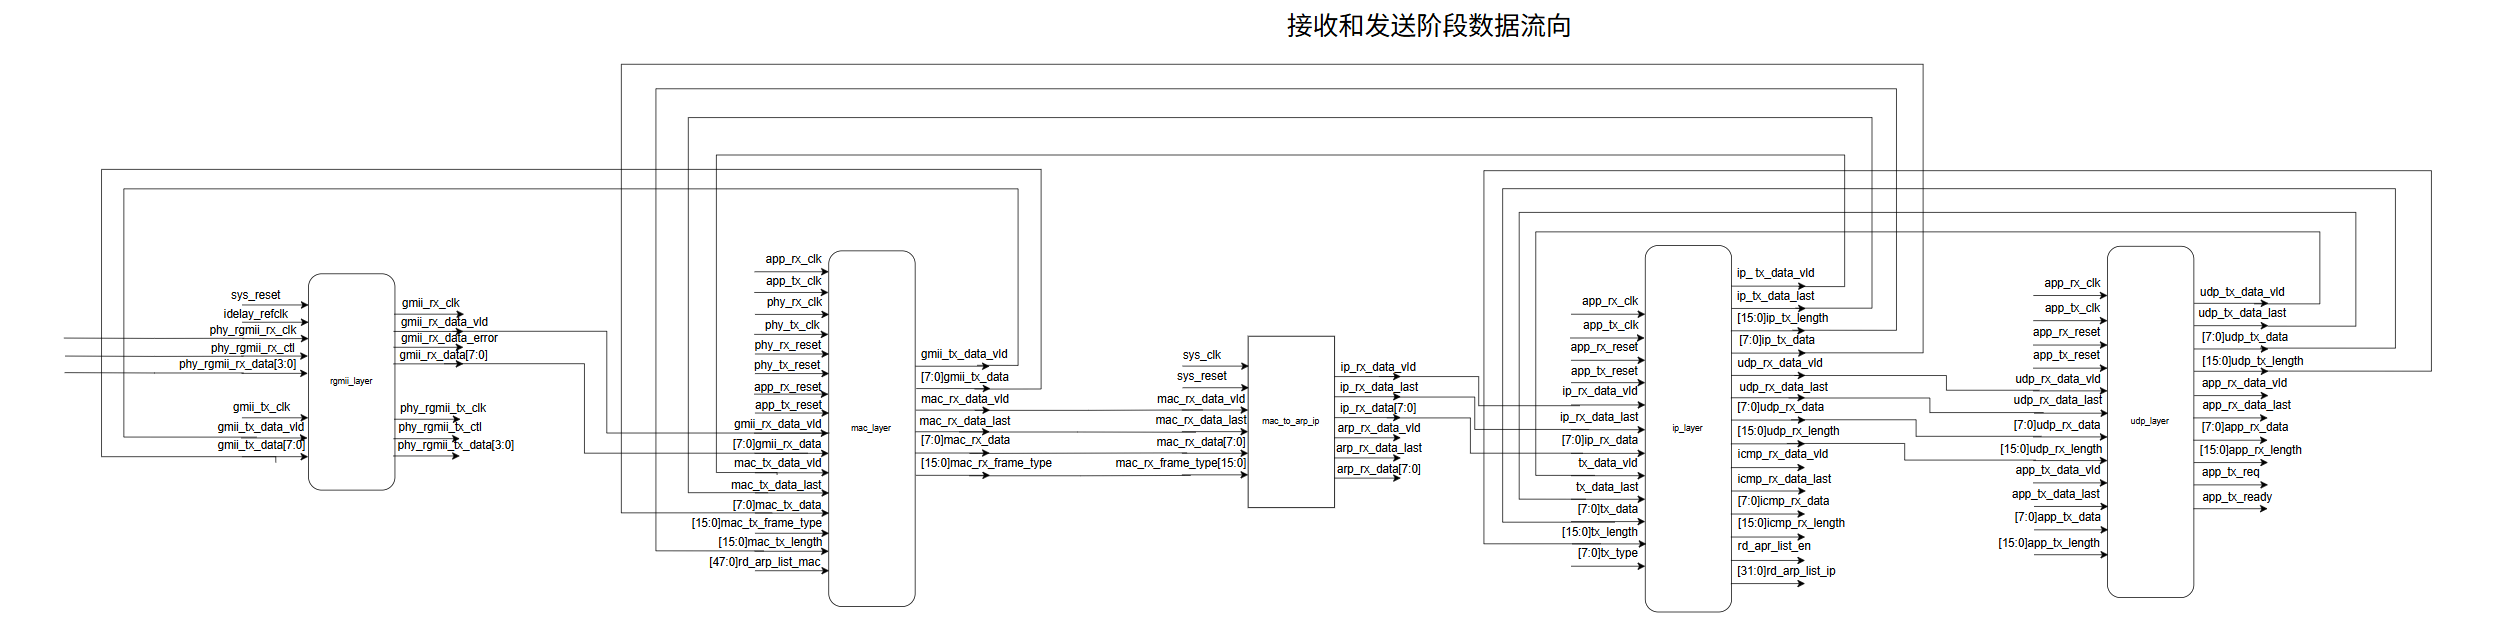 接收和发送阶段数据流向
sys_reset
idelay_refclk
phy_rgmii_rx_clk
phy_rgmii_rx_ctl
phy_rgmii_rx_data[3:0]
gmii_tx_clk
gmii_tx_data_vld
gmii_tx_data[7:0]
rgmii_layer
gmii_rx_clk
gmii_rx_data_vld
gmii_rx_data_error
gmii_rx_data[7:0]
phy_rgmii_tx_clk
phy_rgmii_tx_ctl
phy_rgmii_tx_data[3:0]
app_rx_clk
app_tx_clk
phy_rx_clk
phy_tx_clk
phy_rx_reset
phy_tx_reset
app_rx_reset
app_tx_reset
gmii_rx_data_vld
[7:0]gmii_rx_data
mac_tx_data_vld
mac_tx_data_last
[7:0]mac_tx_data
[15:0]mac_tx_frame_type
[15:0]mac_tx_length
[47:0]rd_arp_list_mac
mac_layer
gmii_tx_data_vld
[7:0]gmii_tx_data
mac_rx_data_vld
mac_rx_data_last
[7:0]mac_rx_data
[15:0]mac_rx_frame_type
sys_clk
sys_reset
mac_rx_data_vld
mac_rx_data_last
mac_rx_data[7:0]
mac_rx_frame_type[15:0]
mac_to_arp_ip
ip_rx_data_vld
ip_rx_data_last
ip_rx_data[7:0]
arp_rx_data_vld
arp_rx_data_last
arp_rx_data[7:0]
app_rx_clk
app_tx_clk
app_rx_reset
app_tx_reset
ip_rx_data_vld
ip_rx_data_last
[7:0]ip_rx_data
tx_data_vld
tx_data_last
[7:0]tx_data
[15:0]tx_length
[7:0]tx_type
ip_layer
ip_ tx_data_vld
ip_tx_data_last
[15:0]ip_tx_length
[7:0]ip_tx_data
udp_rx_data_vld
udp_rx_data_last
[7:0]udp_rx_data
[15:0]udp_rx_length
icmp_rx_data_vld
icmp_rx_data_last
[7:0]icmp_rx_data
[15:0]icmp_rx_length
rd_apr_list_en
[31:0]rd_arp_list_ip
app_rx_clk
app_tx_clk
app_rx_reset
app_tx_reset
udp_rx_data_vld
udp_rx_data_last
[7:0]udp_rx_data
[15:0]udp_rx_length
app_tx_data_vld
app_tx_data_last
[7:0]app_tx_data
[15:0]app_tx_length
udp_layer
udp_tx_data_vld
udp_tx_data_last
[7:0]udp_tx_data
[15:0]udp_tx_length
app_rx_data_vld
app_rx_data_last
[7:0]app_rx_data
[15:0]app_rx_length
app_tx_req
app_tx_ready